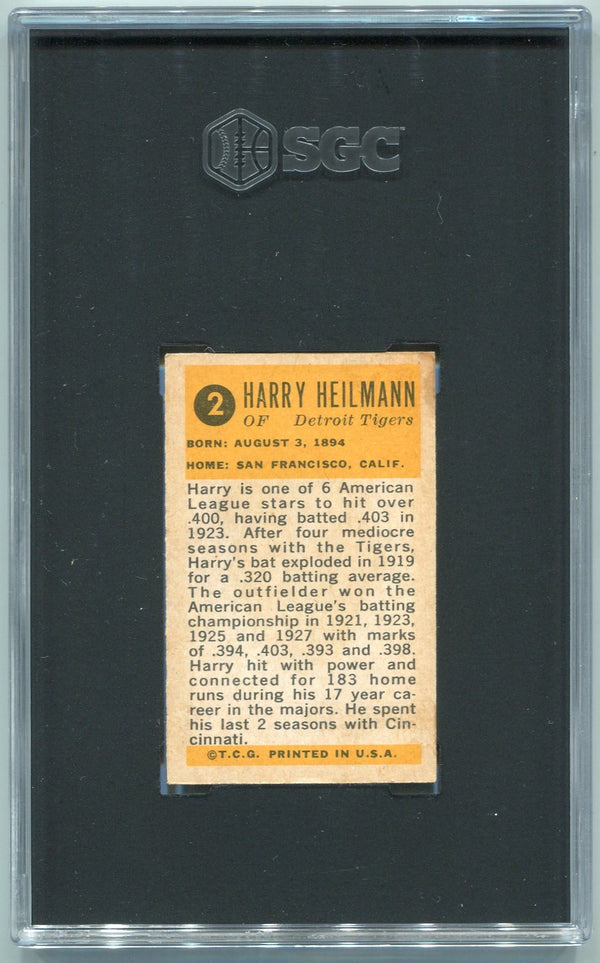 SGC
2 HARRY HEILMANN
OF Detroit Tigers
BORN: AUGUST 3, 1894
HOME: SAN FRANCISCO, CALIF.
Harry is one of 6 American
League stars to hit over
.400, having batted .403 in
1923. After four mediocre
seasons with the Tigers,
Harry's bat exploded in 1919
for a .320 batting average.
The outfielder won the
American League's batting
championship in 1921, 1923,
1925 and 1927 with marks
of .394, .403, .393 and .398.
Harry hit with power and
connected for 183 home
runs during his 17 year ca-
reer in the majors. He spent
his last 2 seasons with Cin-
cinnati.
©T.C.G. PRINTED IN U.S.A.